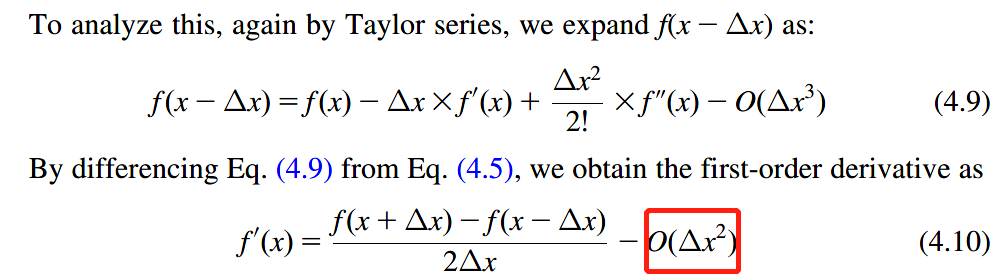 To analyze this, again by Taylor series, we expand f(x − Δx) as:
f(x − Δx) = f(x) − Δx × f′(x) + Δx²/2! × f″(x) − O(Δx³) (4.9)
By differencing Eq. (4.9) from Eq. (4.5), we obtain the first-order derivative as
f′(x) = f(x + Δx) − f(x − Δx)/2Δx − O(Δx²) (4.10)